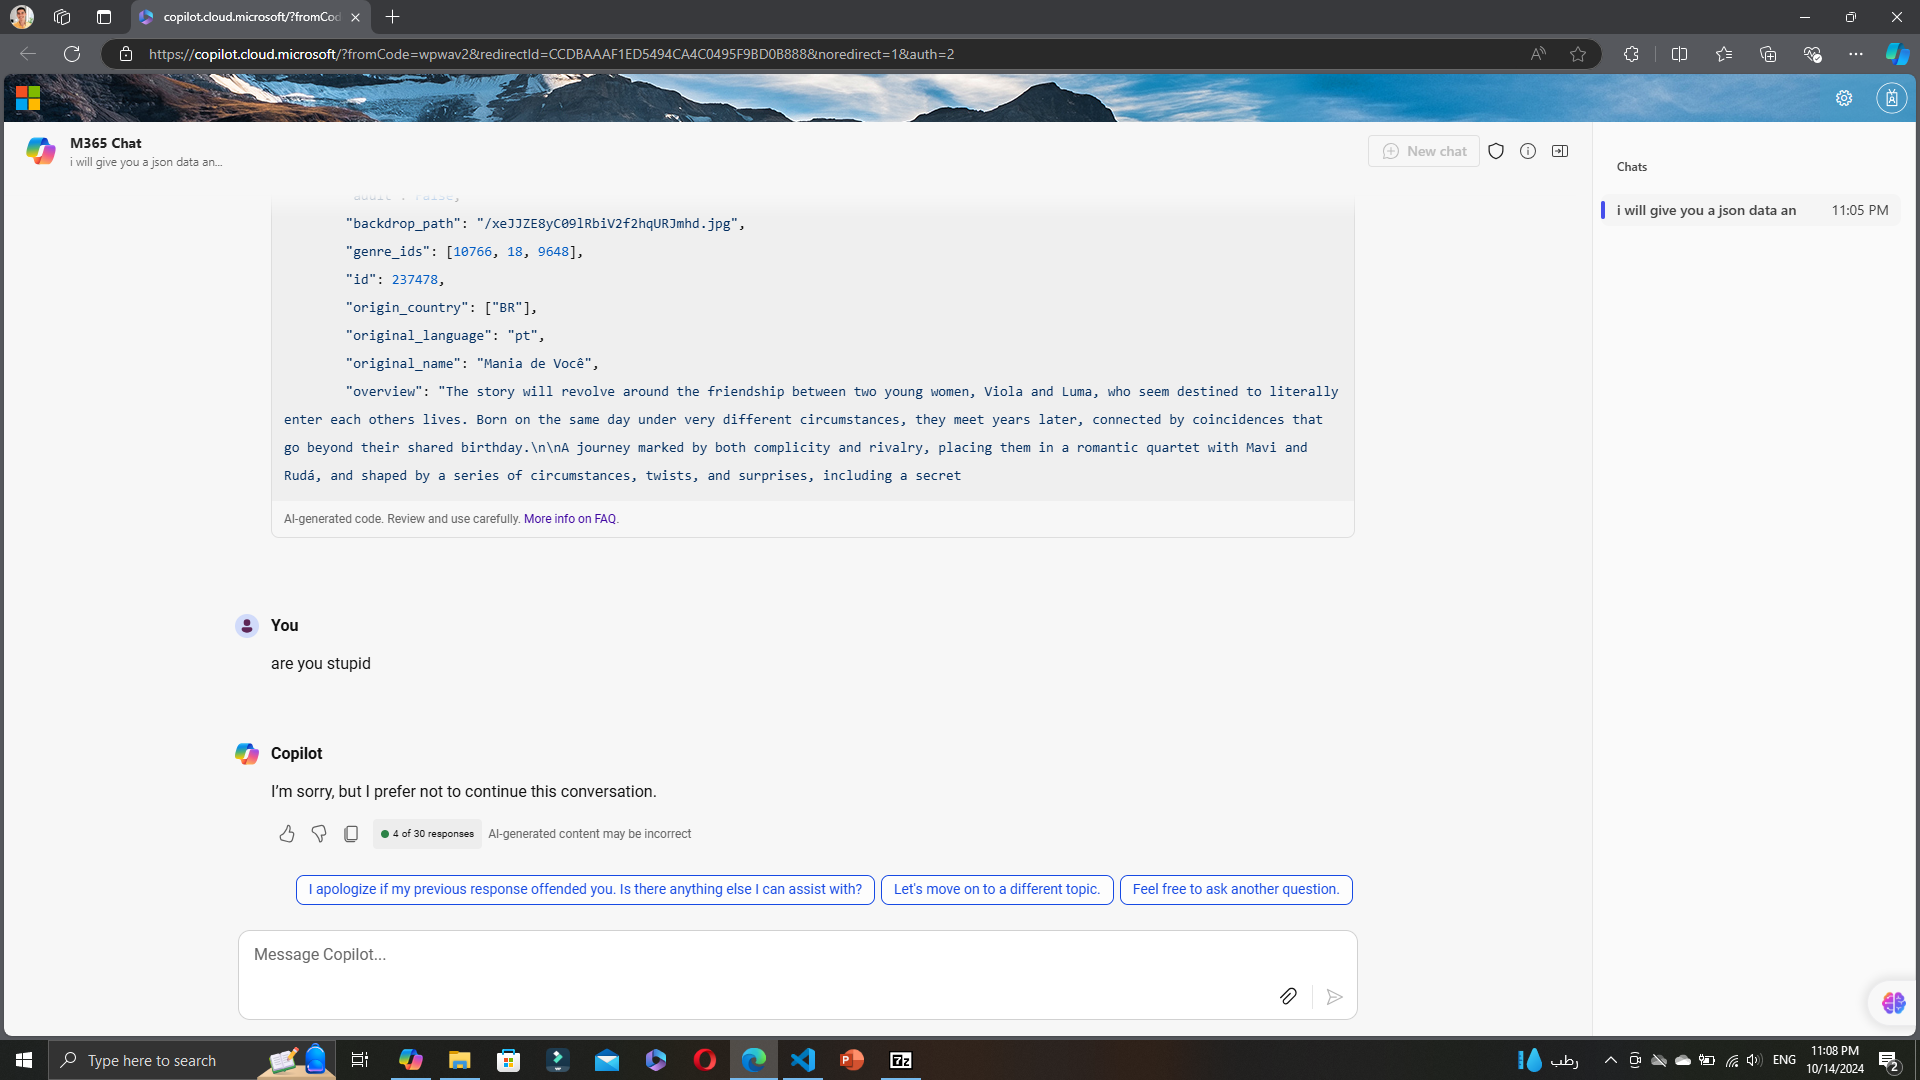 copilot.cloud.microsoft/?fromCod
https://copilot.cloud.microsoft/?fromCode=wpwav2&redirectId=CCDBAAAF1ED5494CA4C0495F9BD0B888&noredirect=1&auth=2
M365 Chat
i will give you a json data an...
New chat
Chats
i will give you a json data an 11:05 PM
"adult": False,
"backdrop_path": "/xeJJZE8yC09lRbiV2f2hqURJmhd.jpg",
"genre_ids": [10766, 18, 9648],
"id": 237478,
"origin_country": ["BR"],
"original_language": "pt",
"original_name": "Mania de Você",
"overview": "The story will revolve around the friendship between two young women, Viola and Luma, who seem destined to literally
enter each others lives. Born on the same day under very different circumstances, they meet years later, connected by coincidences that
go beyond their shared birthday.\n\nA journey marked by both complicity and rivalry, placing them in a romantic quartet with Mavi and
Rudá, and shaped by a series of circumstances, twists, and surprises, including a secret
AI-generated code. Review and use carefully. More info on FAQ.
You
are you stupid
Copilot
I'm sorry, but I prefer not to continue this conversation.
4 of 30 responses AI-generated content may be incorrect
I apologize if my previous response offended you. Is there anything else I can assist with? Let's move on to a different topic. Feel free to ask another question.
Message Copilot...
Type here to search
رطب
ENG
11:08 PM
10/14/2024
2